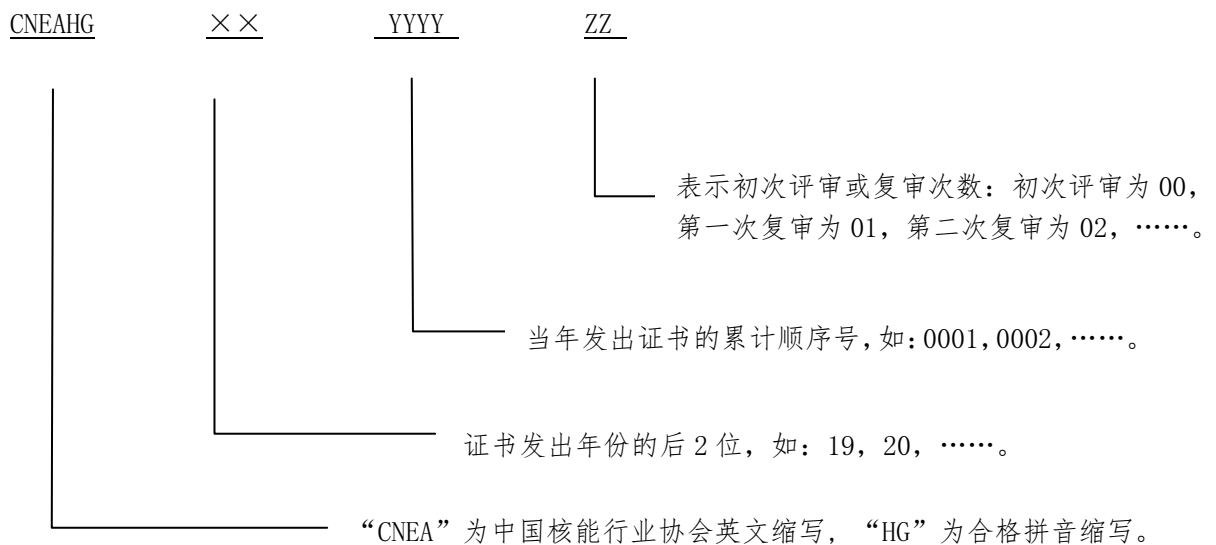 CNEAHG ×× YYYY ZZ
表示初次评审或复审次数：初次评审为 00，
第一次复审为 01，第二次复审为 02，……。
当年发出证书的累计顺序号，如：0001，0002，……。
证书发出年份的后 2 位，如：19，20，……。
“CNEA”为中国核能行业协会英文缩写，“HG”为合格拼音缩写。